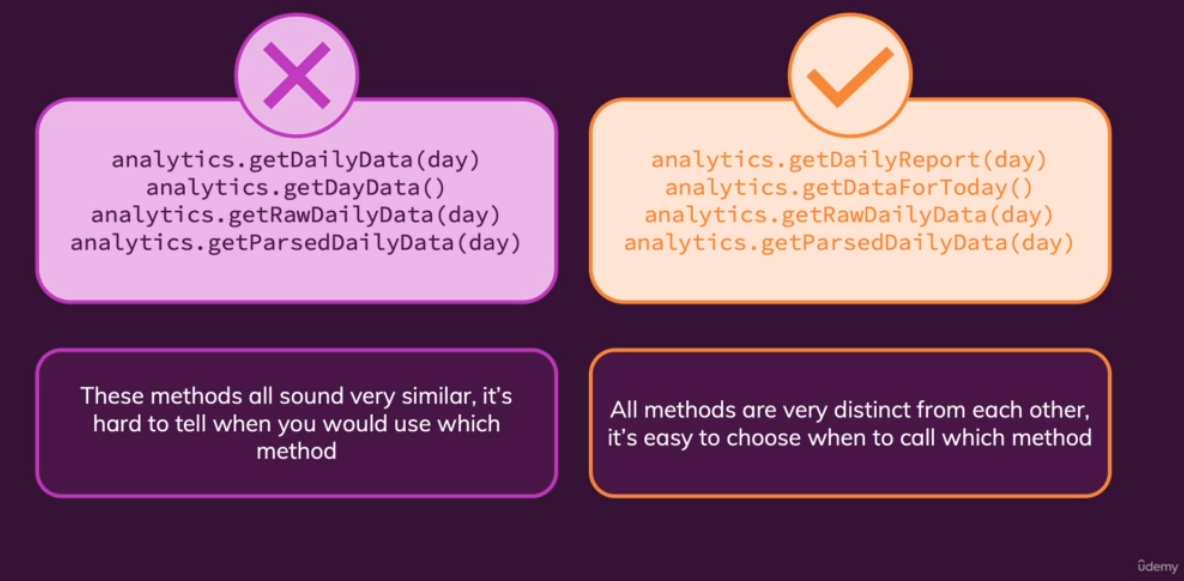 analytics.getDailyData(day)
analytics.getDayData()
analytics.getRawDailyData(day)
analytics.getParsedDailyData(day)
These methods all sound very similar, it's
hard to tell when you would use which
method
analytics.getDailyReport(day)
analytics.getDataForToday()
analytics.getRawDailyData(day)
analytics.getParsedDailyData(day)
All methods are very distinct from each other,
it's easy to choose when to call which method
ûdemy